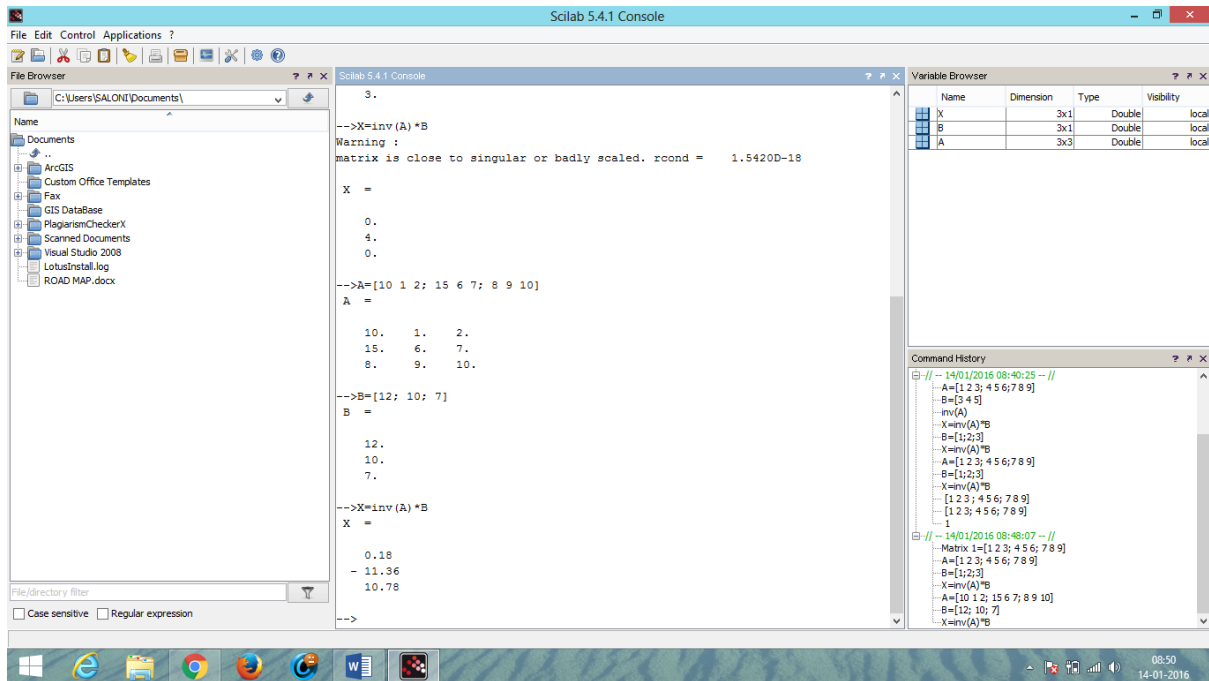 Scilab 5.4.1 Console
File Edit Control Applications ?
File Browser
C:\Users\SALONI\Documents\
Name
Documents
..
ArcGIS
Custom Office Templates
Fax
GIS DataBase
PlagiarismCheckerX
Scanned Documents
Visual Studio 2008
LotusInstall.log
ROAD MAP.docx
File/directory filter
Case sensitive Regular expression
Scilab 5.4.1 Console
3.
-->X=inv(A)*B
Warning :
matrix is close to singular or badly scaled. rcond = 1.5420D-18
X =
0.
4.
0.
-->A=[10 1 2; 15 6 7; 8 9 10]
A =
10. 1. 2.
15. 6. 7.
8. 9. 10.
-->B=[12; 10; 7]
B =
12.
10.
7.
-->X=inv(A)*B
X =
0.18
- 11.36
10.78
-->
Variable Browser
Name Dimension Type Visibility
X 3x1 Double local
B 3x1 Double local
A 3x3 Double local
Command History
// -- 14/01/2016 08:40:25 -- //
A=[1 2 3; 4 5 6;7 8 9]
B=[3 4 5]
inv(A)
X=inv(A)*B
B=[1;2;3]
X=inv(A)*B
A=[1 2 3; 4 5 6;7 8 9]
B=[1;2;3]
X=inv(A)*B
[1 2 3 ; 4 5 6; 7 8 9]
[1 2 3; 4 5 6; 7 8 9]
1
// -- 14/01/2016 08:48:07 -- //
Matrix 1=[1 2 3; 4 5 6; 7 8 9]
A=[1 2 3; 4 5 6; 7 8 9]
B=[1;2;3]
X=inv(A)*B
A=[10 1 2; 15 6 7; 8 9 10]
B=[12; 10; 7]
X=inv(A)*B
08:50
14-01-2016